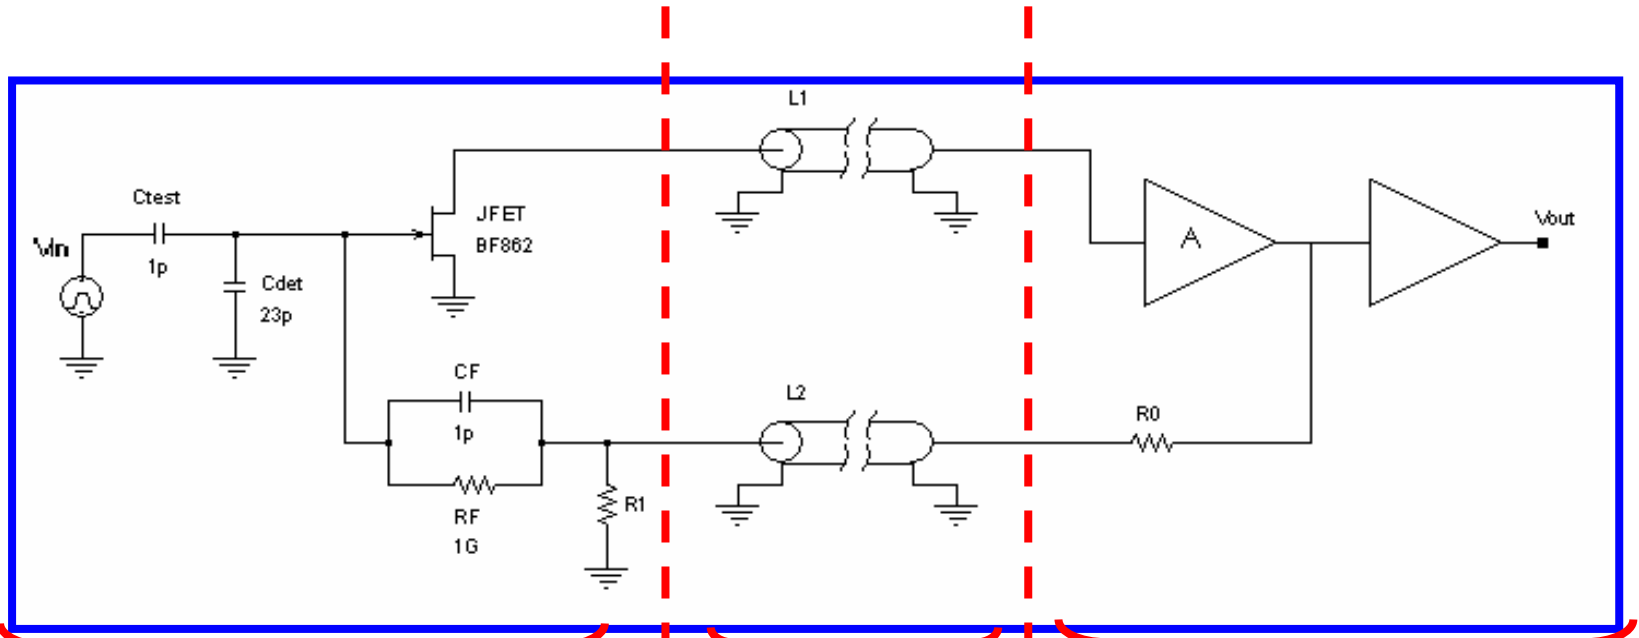 L1
Ctest
1p
Vin
Cdet
23p
JFET
BF862
A
Vout
CF
1p
RF
1G
R1
L2
R0